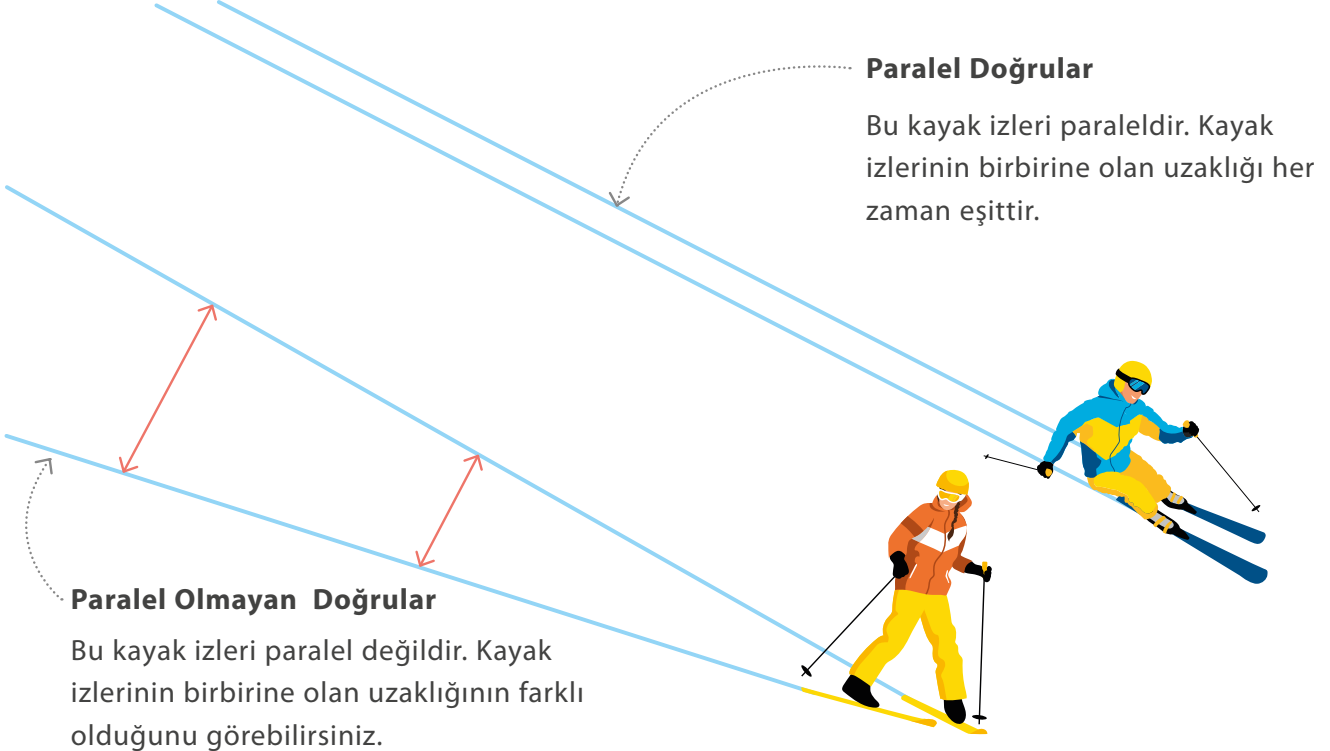 Paralel Doğrular
Bu kayak izleri paraleldir. Kayak
izlerinin birbirine olan uzaklığı her
zaman eşittir.
Paralel Olmayan Doğrular
Bu kayak izleri paralel değildir. Kayak
izlerinin birbirine olan uzaklığının farklı
olduğunu görebilirsiniz.